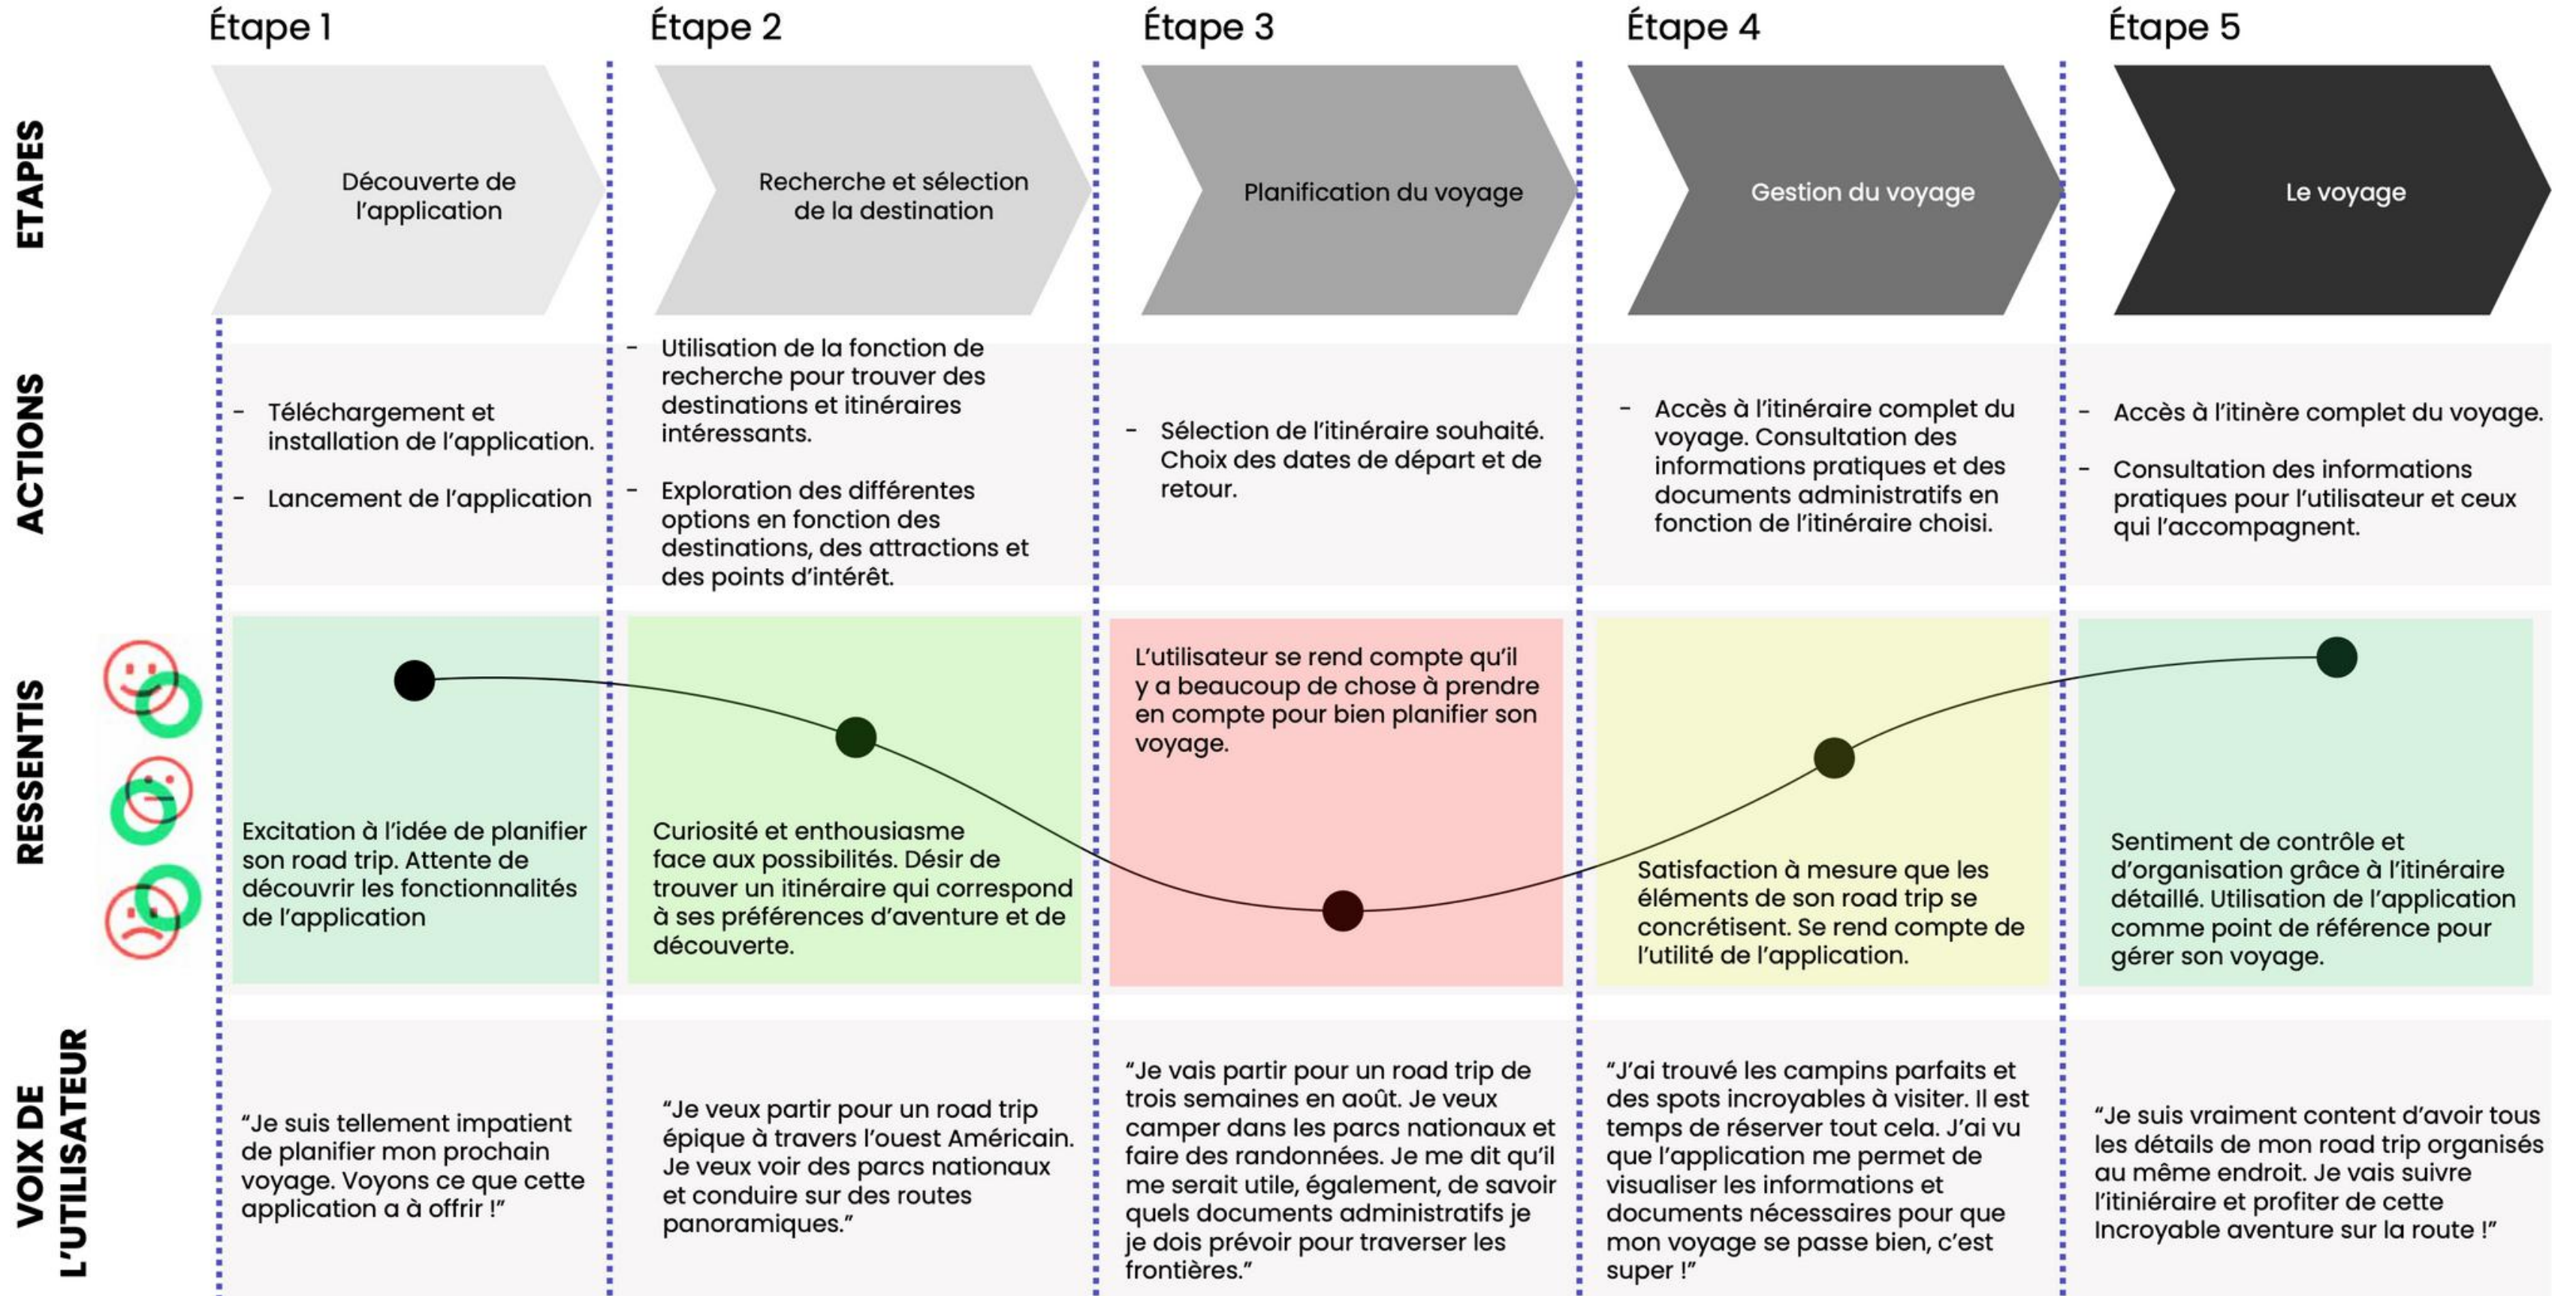 Étape 1
Étape 2
Étape 3
Étape 4
Étape 5
ETAPES
Découverte de
l'application
Recherche et sélection
de la destination
Planification du voyage
Gestion du voyage
Le voyage
ACTIONS
- Téléchargement et
installation de l'application.
- Lancement de l'application
- Utilisation de la fonction de
recherche pour trouver des
destinations et itinéraires
intéressants.
- Exploration des différentes
options en fonction des
destinations, des attractions et
des points d'intérêt.
- Sélection de l'itinéraire souhaité.
Choix des dates de départ et de
retour.
- Accès à l'itinéraire complet du
voyage. Consultation des
informations pratiques et des
documents administratifs en
fonction de l'itinéraire choisi.
- Accès à l'itinère complet du voyage.
- Consultation des informations
pratiques pour l'utilisateur et ceux
qui l'accompagnent.
RESSENTIS
Excitation à l'idée de planifier
son road trip. Attente de
découvrir les fonctionnalités
de l'application
Curiosité et enthousiasme
face aux possibilités. Désir de
trouver un itinéraire qui correspond
à ses préférences d'aventure et de
découverte.
L'utilisateur se rend compte qu'il
y a beaucoup de chose à prendre
en compte pour bien planifier son
voyage.
Satisfaction à mesure que les
éléments de son road trip se
concrétisent. Se rend compte de
l'utilité de l'application.
Sentiment de contrôle et
d'organisation grâce à l'itinéraire
détaillé. Utilisation de l'application
comme point de référence pour
gérer son voyage.
VOIX DE
L'UTILISATEUR
“Je suis tellement impatient
de planifier mon prochain
voyage. Voyons ce que cette
application a à offrir !”
“Je veux partir pour un road trip
épique à travers l'ouest Américain.
Je veux voir des parcs nationaux
et conduire sur des routes
panoramiques.”
“Je vais partir pour un road trip de
trois semaines en août. Je veux
camper dans les parcs nationaux et
faire des randonnées. Je me dit qu'il
me serait utile, également, de savoir
quels documents administratifs je
je dois prévoir pour traverser les
frontières.”
“J'ai trouvé les campins parfaits et
des spots incroyables à visiter. Il est
temps de réserver tout cela. J'ai vu
que l'application me permet de
visualiser les informations et
documents nécessaires pour que
mon voyage se passe bien, c'est
super !”
“Je suis vraiment content d'avoir tous
les détails de mon road trip organisés
au même endroit. Je vais suivre
l'itiniéraire et profiter de cette
Incroyable aventure sur la route !”